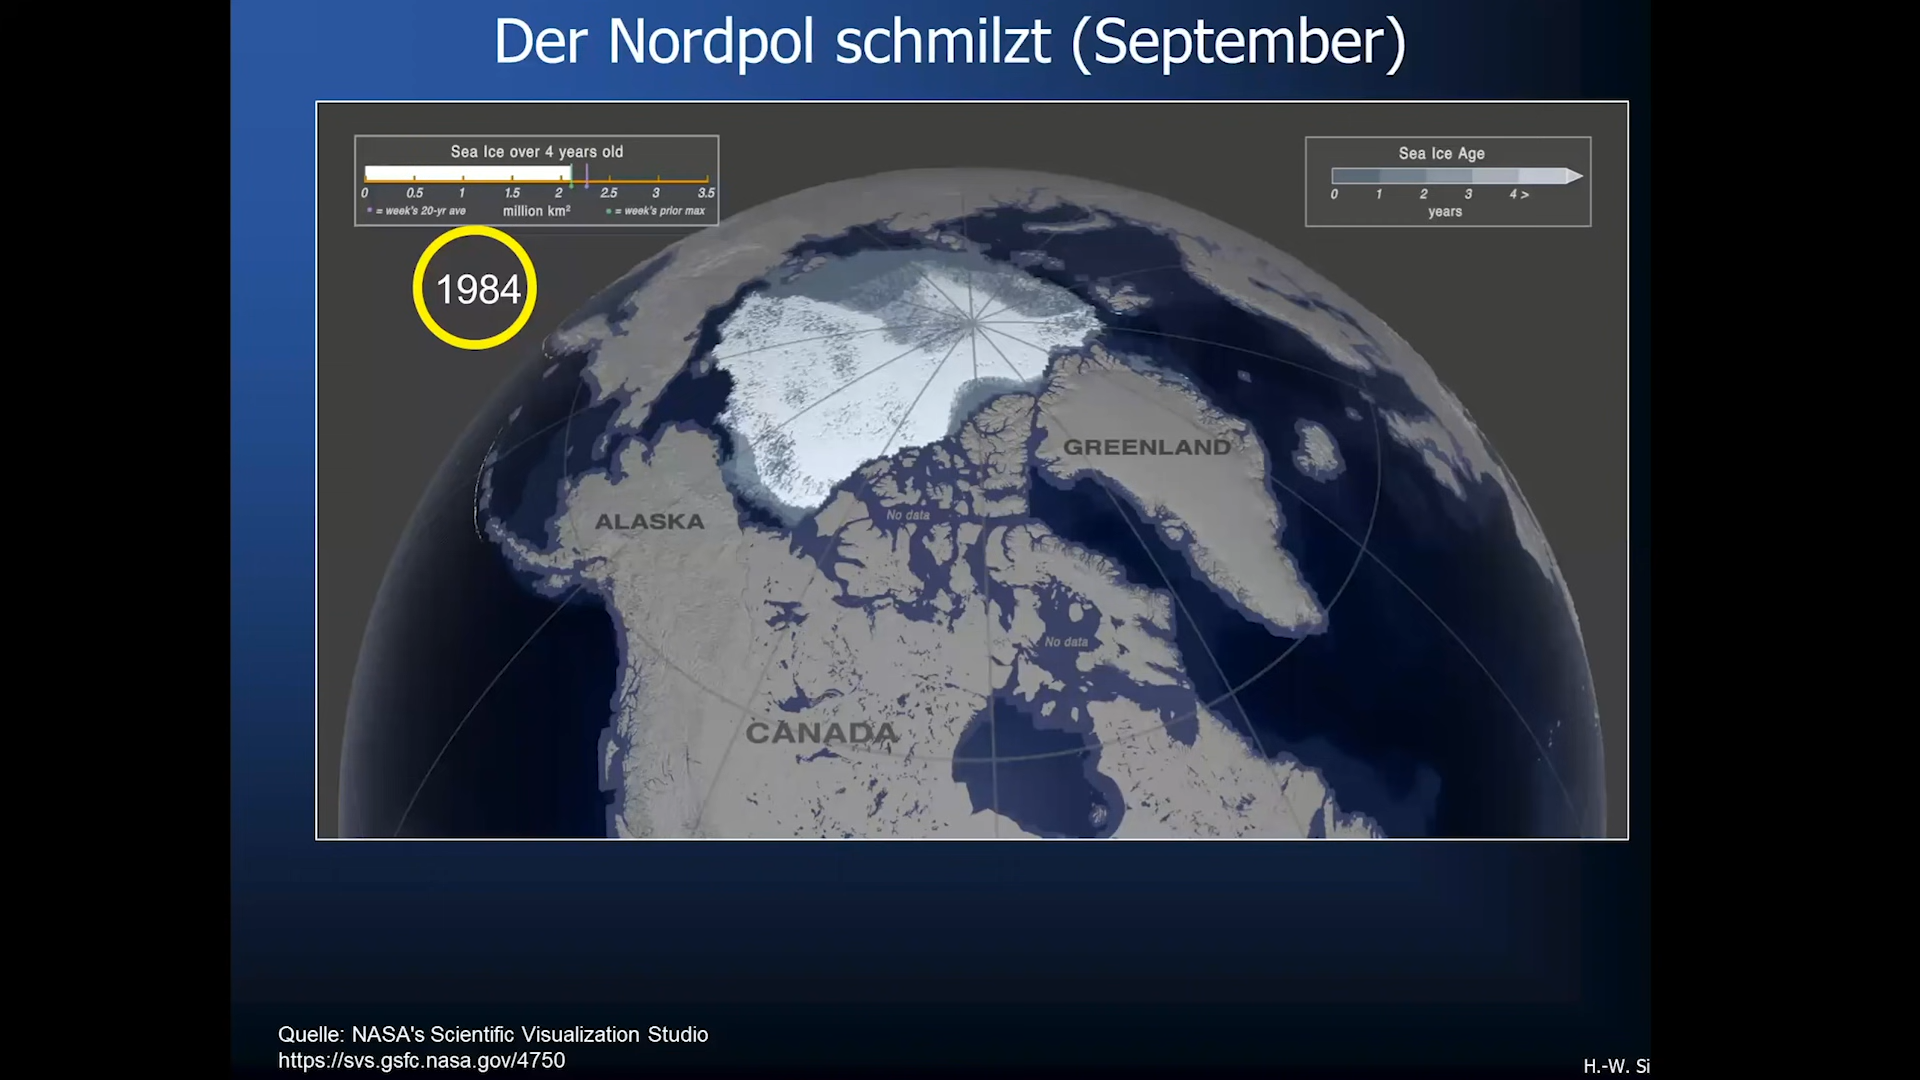 Der Nordpol schmilzt (September)
Sea Ice over 4 years old
0 0.5 1 1.5 2 2.5 3 3.5
= week's 20-yr ave million km² = week's prior max
Sea Ice Age
0 1 2 3 4 >
years
1984
GREENLAND
ALASKA
No data
No data
CANADA
Quelle: NASA's Scientific Visualization Studio
https://svs.gsfc.nasa.gov/4750
H.-W. Si